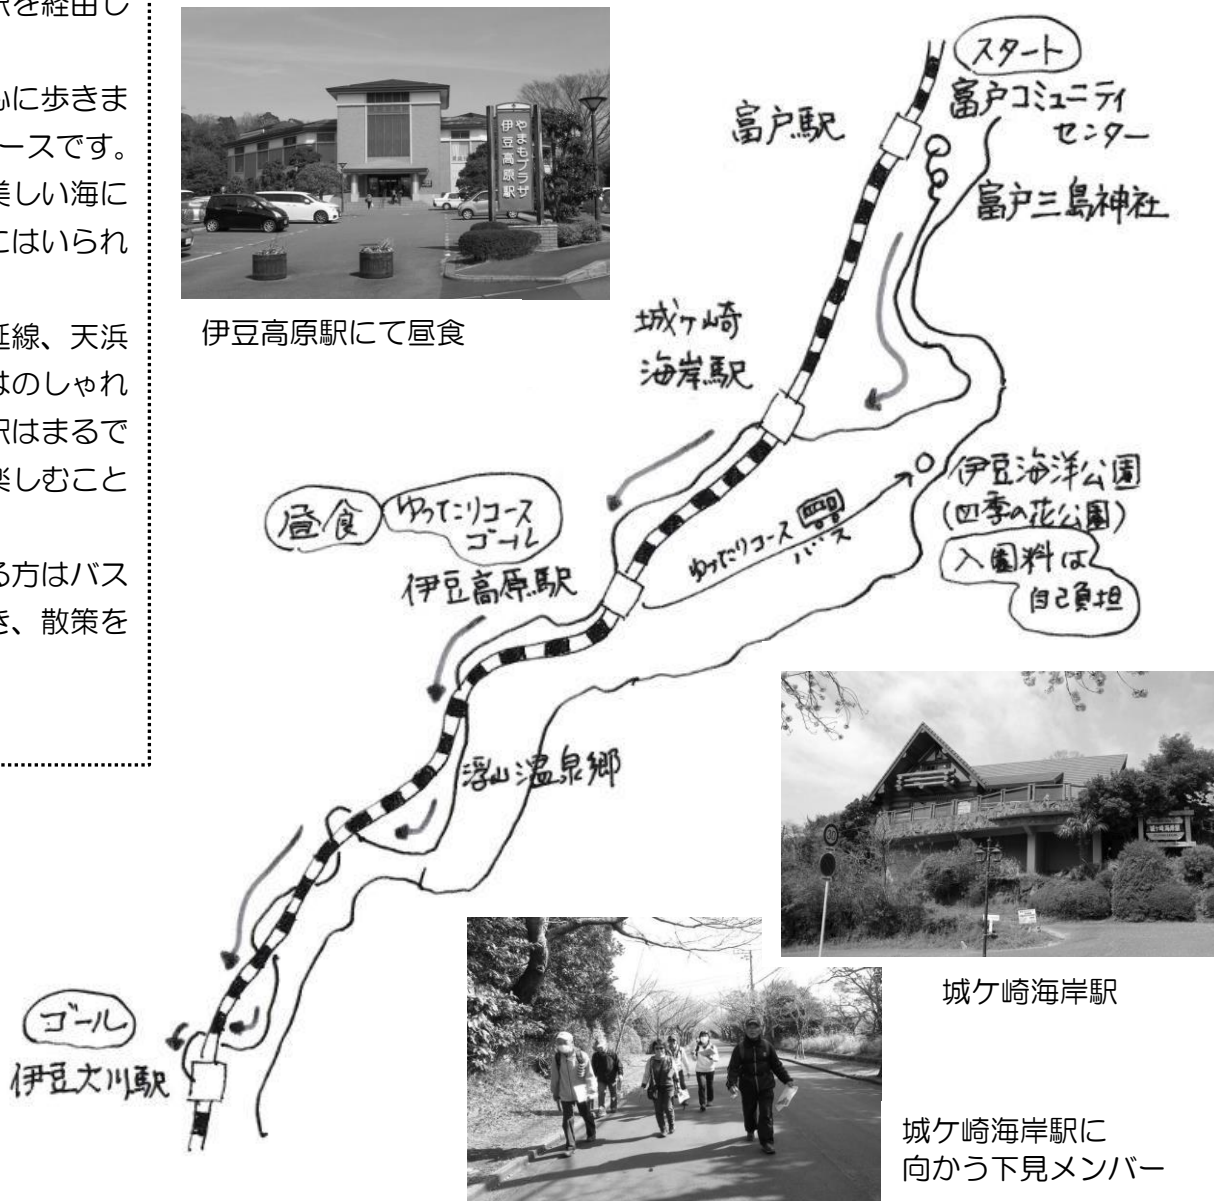 沢を経由し
心に歩きま
ースです。
美しい海に
にはいられ
延線、天浜
はのしゃれ
沢はまるで
楽しむこと
る方はバス
き、散策を
やまもプラザ
伊豆高原駅
伊豆高原駅にて昼食
スタート
富戸コミュニティ
センター
富戸駅
富戸三島神社
城ヶ崎
海岸駅
伊豆海洋公園
(四季の花公園)
入園料は
自己負担
ゆったりコース
バス
昼食
ゆったりコース
ゴール
伊豆高原駅
浮山温泉郷
ゴール
伊豆大川駅
城ケ崎海岸駅
城ケ崎海岸駅に
向かう下見メンバー